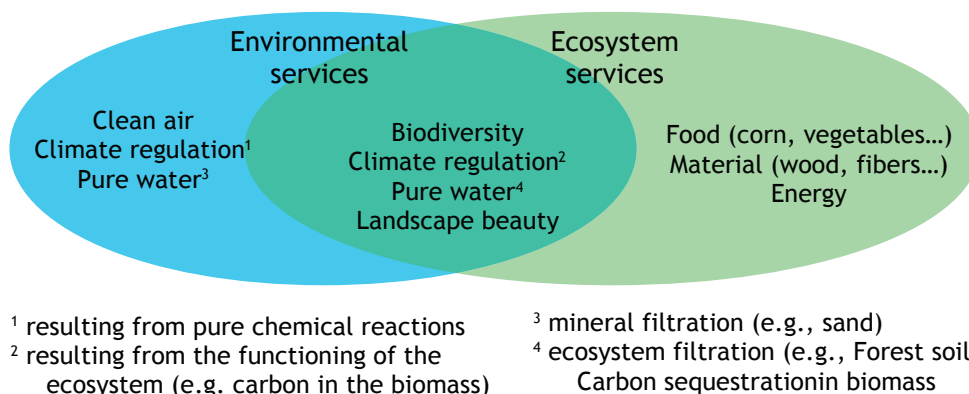 Environmental
services
Ecosystem
services
Clean air
Climate regulation¹
Pure water³
Biodiversity
Climate regulation²
Pure water⁴
Landscape beauty
Food (corn, vegetables…)
Material (wood, fibers…)
Energy
¹ resulting from pure chemical reactions
² resulting from the functioning of the
ecosystem (e.g. carbon in the biomass)
³ mineral filtration (e.g., sand)
⁴ ecosystem filtration (e.g., Forest soil
Carbon sequestrationin biomass